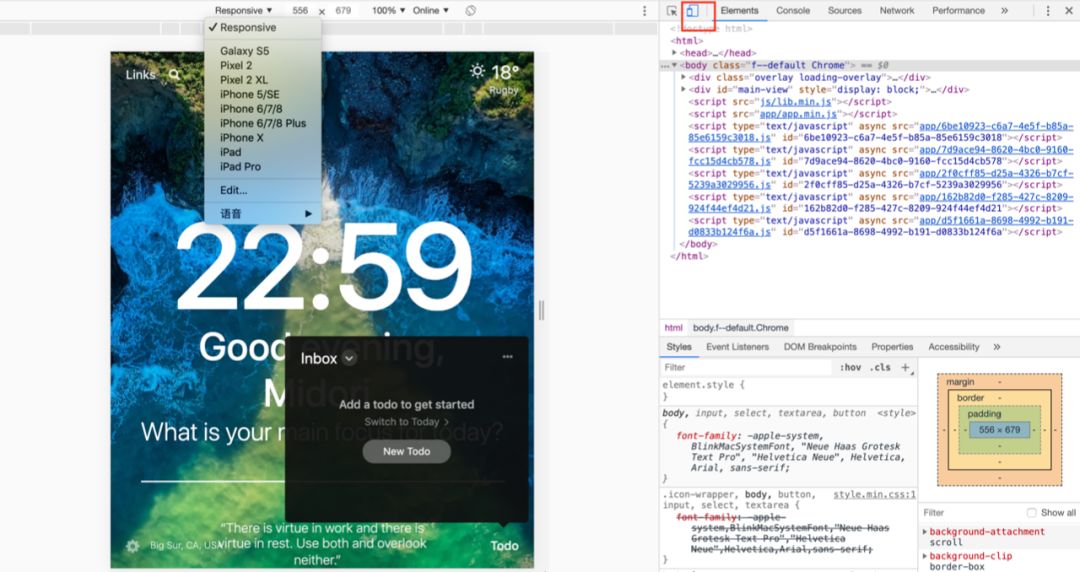 Responsive ▼ 556 x 679 100% ▼ Online ▼
✓ Responsive
Galaxy S5
Pixel 2
Pixel 2 XL
iPhone 5/SE
iPhone 6/7/8
iPhone 6/7/8 Plus
iPhone X
iPad
iPad Pro
Edit...
语音
Links
18°
Rugby
22:59
Good evening,
Midori.
What is your main focus for today?
Inbox
Add a todo to get started
Switch to Today
New Todo
“There is virtue in work and there is
virtue in rest. Use both and overlook
neither.”
Big Sur, CA, USA
Todo
Elements Console Sources Network Performance »
<!doctype html>
<html>
<head>…</head>
<body class="f--default Chrome"> == $0
<div class="overlay loading-overlay">…</div>
<div id="main-view" style="display: block;">…</div>
<script src="js/lib.min.js"></script>
<script src="app/app.min.js"></script>
<script type="text/javascript" async src="app/6be10923-c6a7-4e5f-b85a-
85e6159c3018.js" id="6be10923-c6a7-4e5f-b85a-85e6159c3018"></script>
<script type="text/javascript" async src="app/7d9ace94-8620-4bc0-9160-
fcc15d4cb578.js" id="7d9ace94-8620-4bc0-9160-fcc15d4cb578"></script>
<script type="text/javascript" async src="app/2f0cff85-d25a-4326-b7cf-
5239a3029956.js" id="2f0cff85-d25a-4326-b7cf-5239a3029956"></script>
<script type="text/javascript" async src="app/162b82d0-f285-427c-8209-
924f44ef4d21.js" id="162b82d0-f285-427c-8209-924f44ef4d21"></script>
<script type="text/javascript" async src="app/d5f1661a-8698-4992-b191-
d0833b124f6a.js" id="d5f1661a-8698-4992-b191-d0833b124f6a"></script>
</body>
</html>
html body.f--default.Chrome
Styles Event Listeners DOM Breakpoints Properties Accessibility »
Filter :hov .cls +
element.style {
}
body, input, select, textarea, button <style>
{
font-family: -apple-system,
BlinkMacSystemFont, "Neue Haas Grotesk
Text Pro", "Helvetica Neue", Helvetica,
Arial, sans-serif;
}
.icon-wrapper, body, button, style.min.css:1
input, select, textarea {
font-family: -apple-
system,BlinkMacSystemFont,"Neue Haas
Grotesk Text Pro","Helvetica
Neue",Helvetica,Arial,sans-serif;
margin -
border -
padding -
- - - 556 × 679 - - -
-
-
-
Filter Show all
background-attachment
scroll
background-clip
border-box